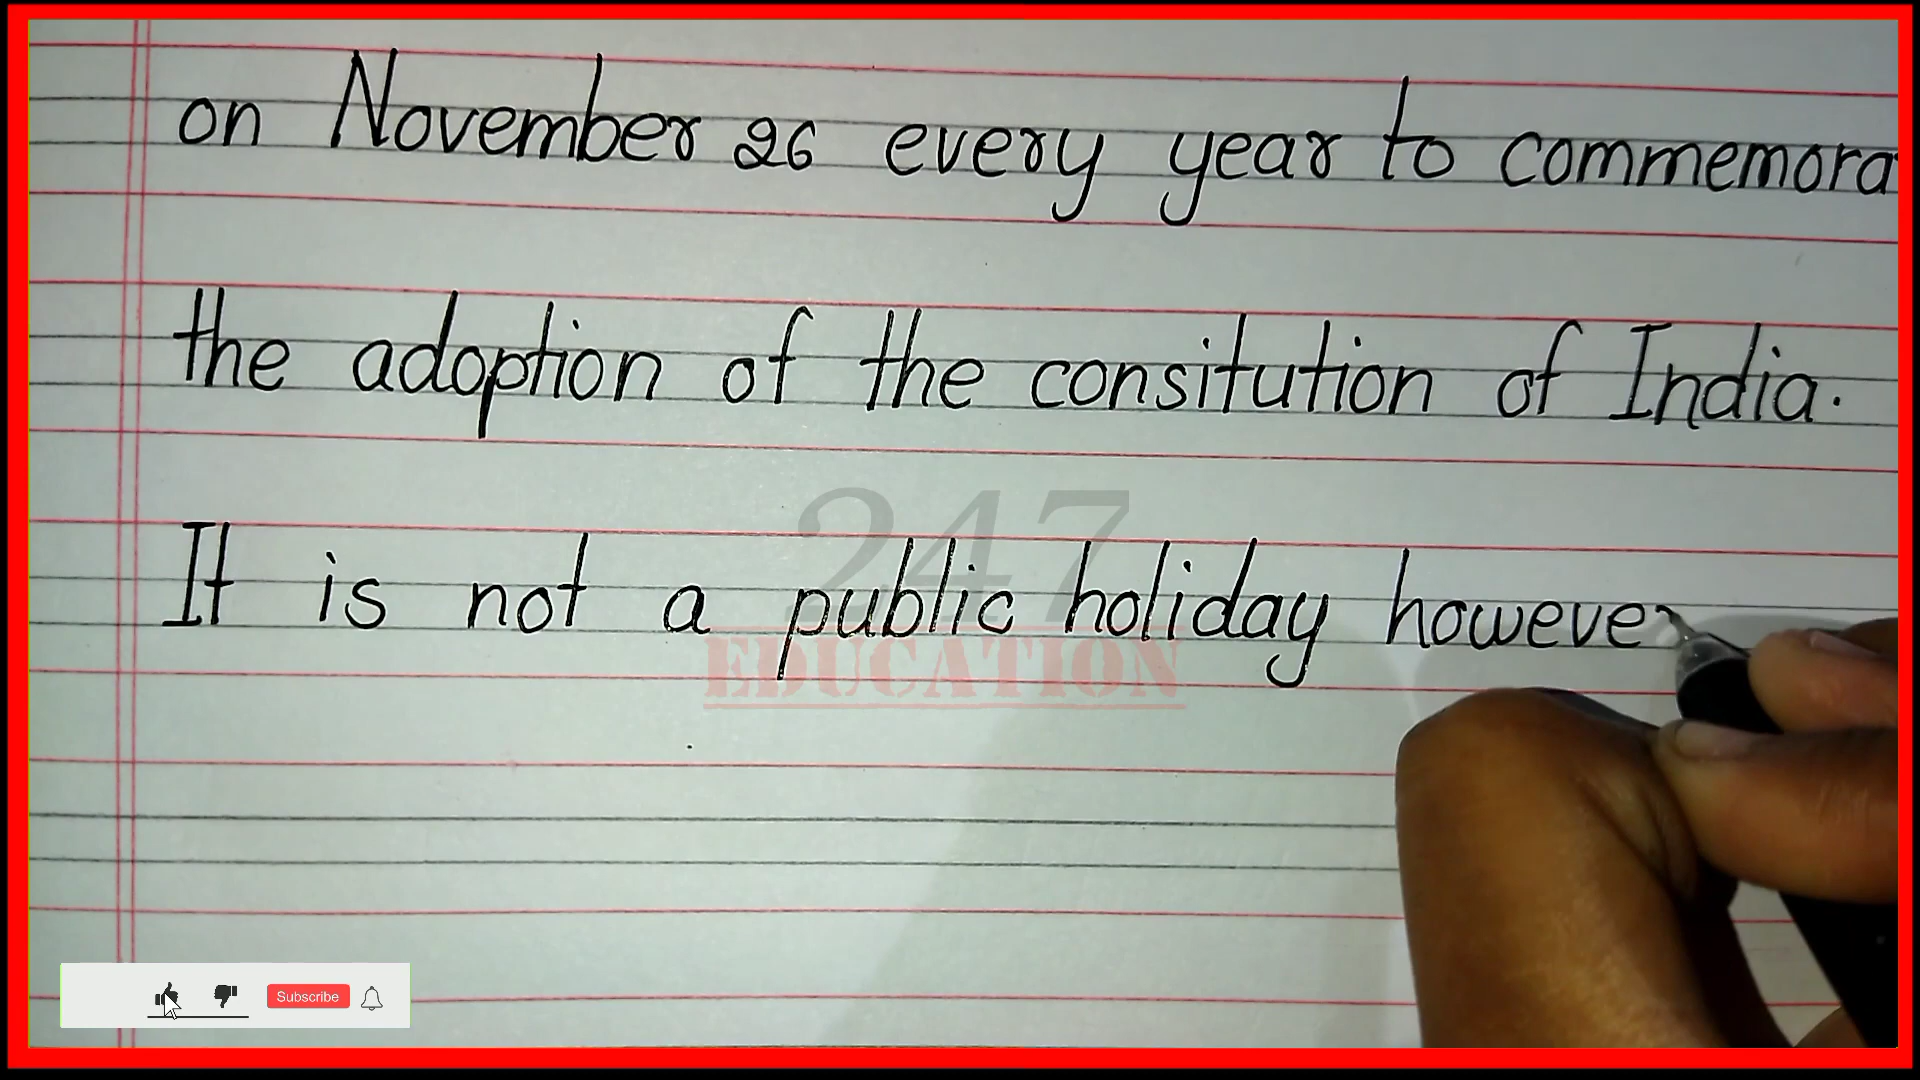 on November 26 every year to commemora
the adoption of the consitution of India.
It is not a public holiday however
247
EDUCATION
Subscribe